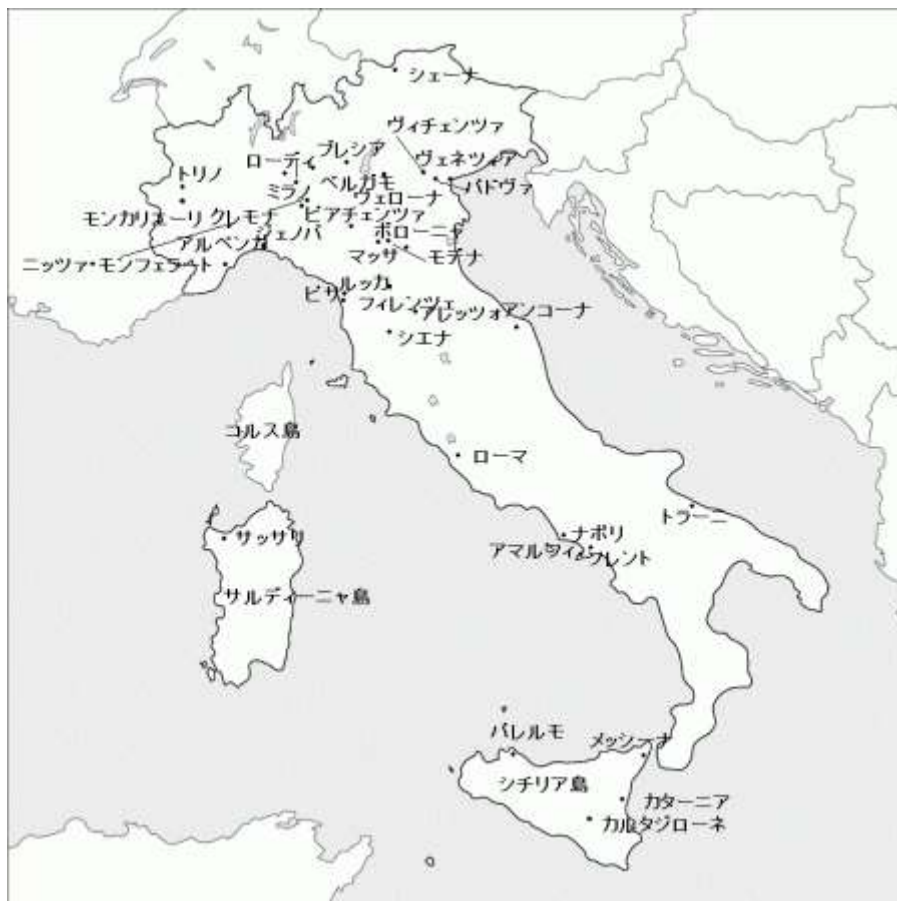 シェーナ
ヴィチェンツァ
ブレシア
ローディ
ヴェネツィア
トリノ
ベルガモ
パドヴァ
ミラノ
ヴェローナ
モンカリエーリ
クレモナ
ピアチェンツァ
ジェノバ
ボローニャ
アルベンガ
マッサ
モデナ
ニッツァ・モンフェラート
ルッカ
ピサ
フィレンツェ
アレッツォ
アンコーナ
シエナ
コルス島
ローマ
トラーニ
サッサリ
ナポリ
アマルフィ
サルディーニャ島
パレルモ
メッシーナ
シチリア島
カターニア
カルタジローネ